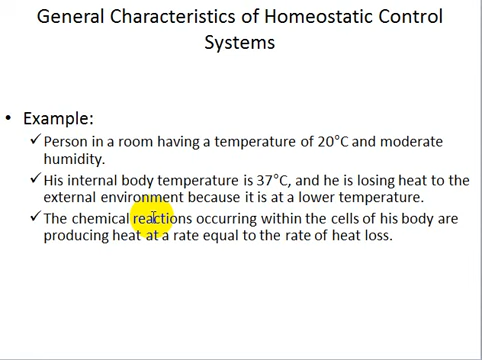 General Characteristics of Homeostatic Control
Systems
• Example:
✓Person in a room having a temperature of 20°C and moderate
humidity.
✓His internal body temperature is 37°C, and he is losing heat to the
external environment because it is at a lower temperature.
✓The chemical reactions occurring within the cells of his body are
producing heat at a rate equal to the rate of heat loss.